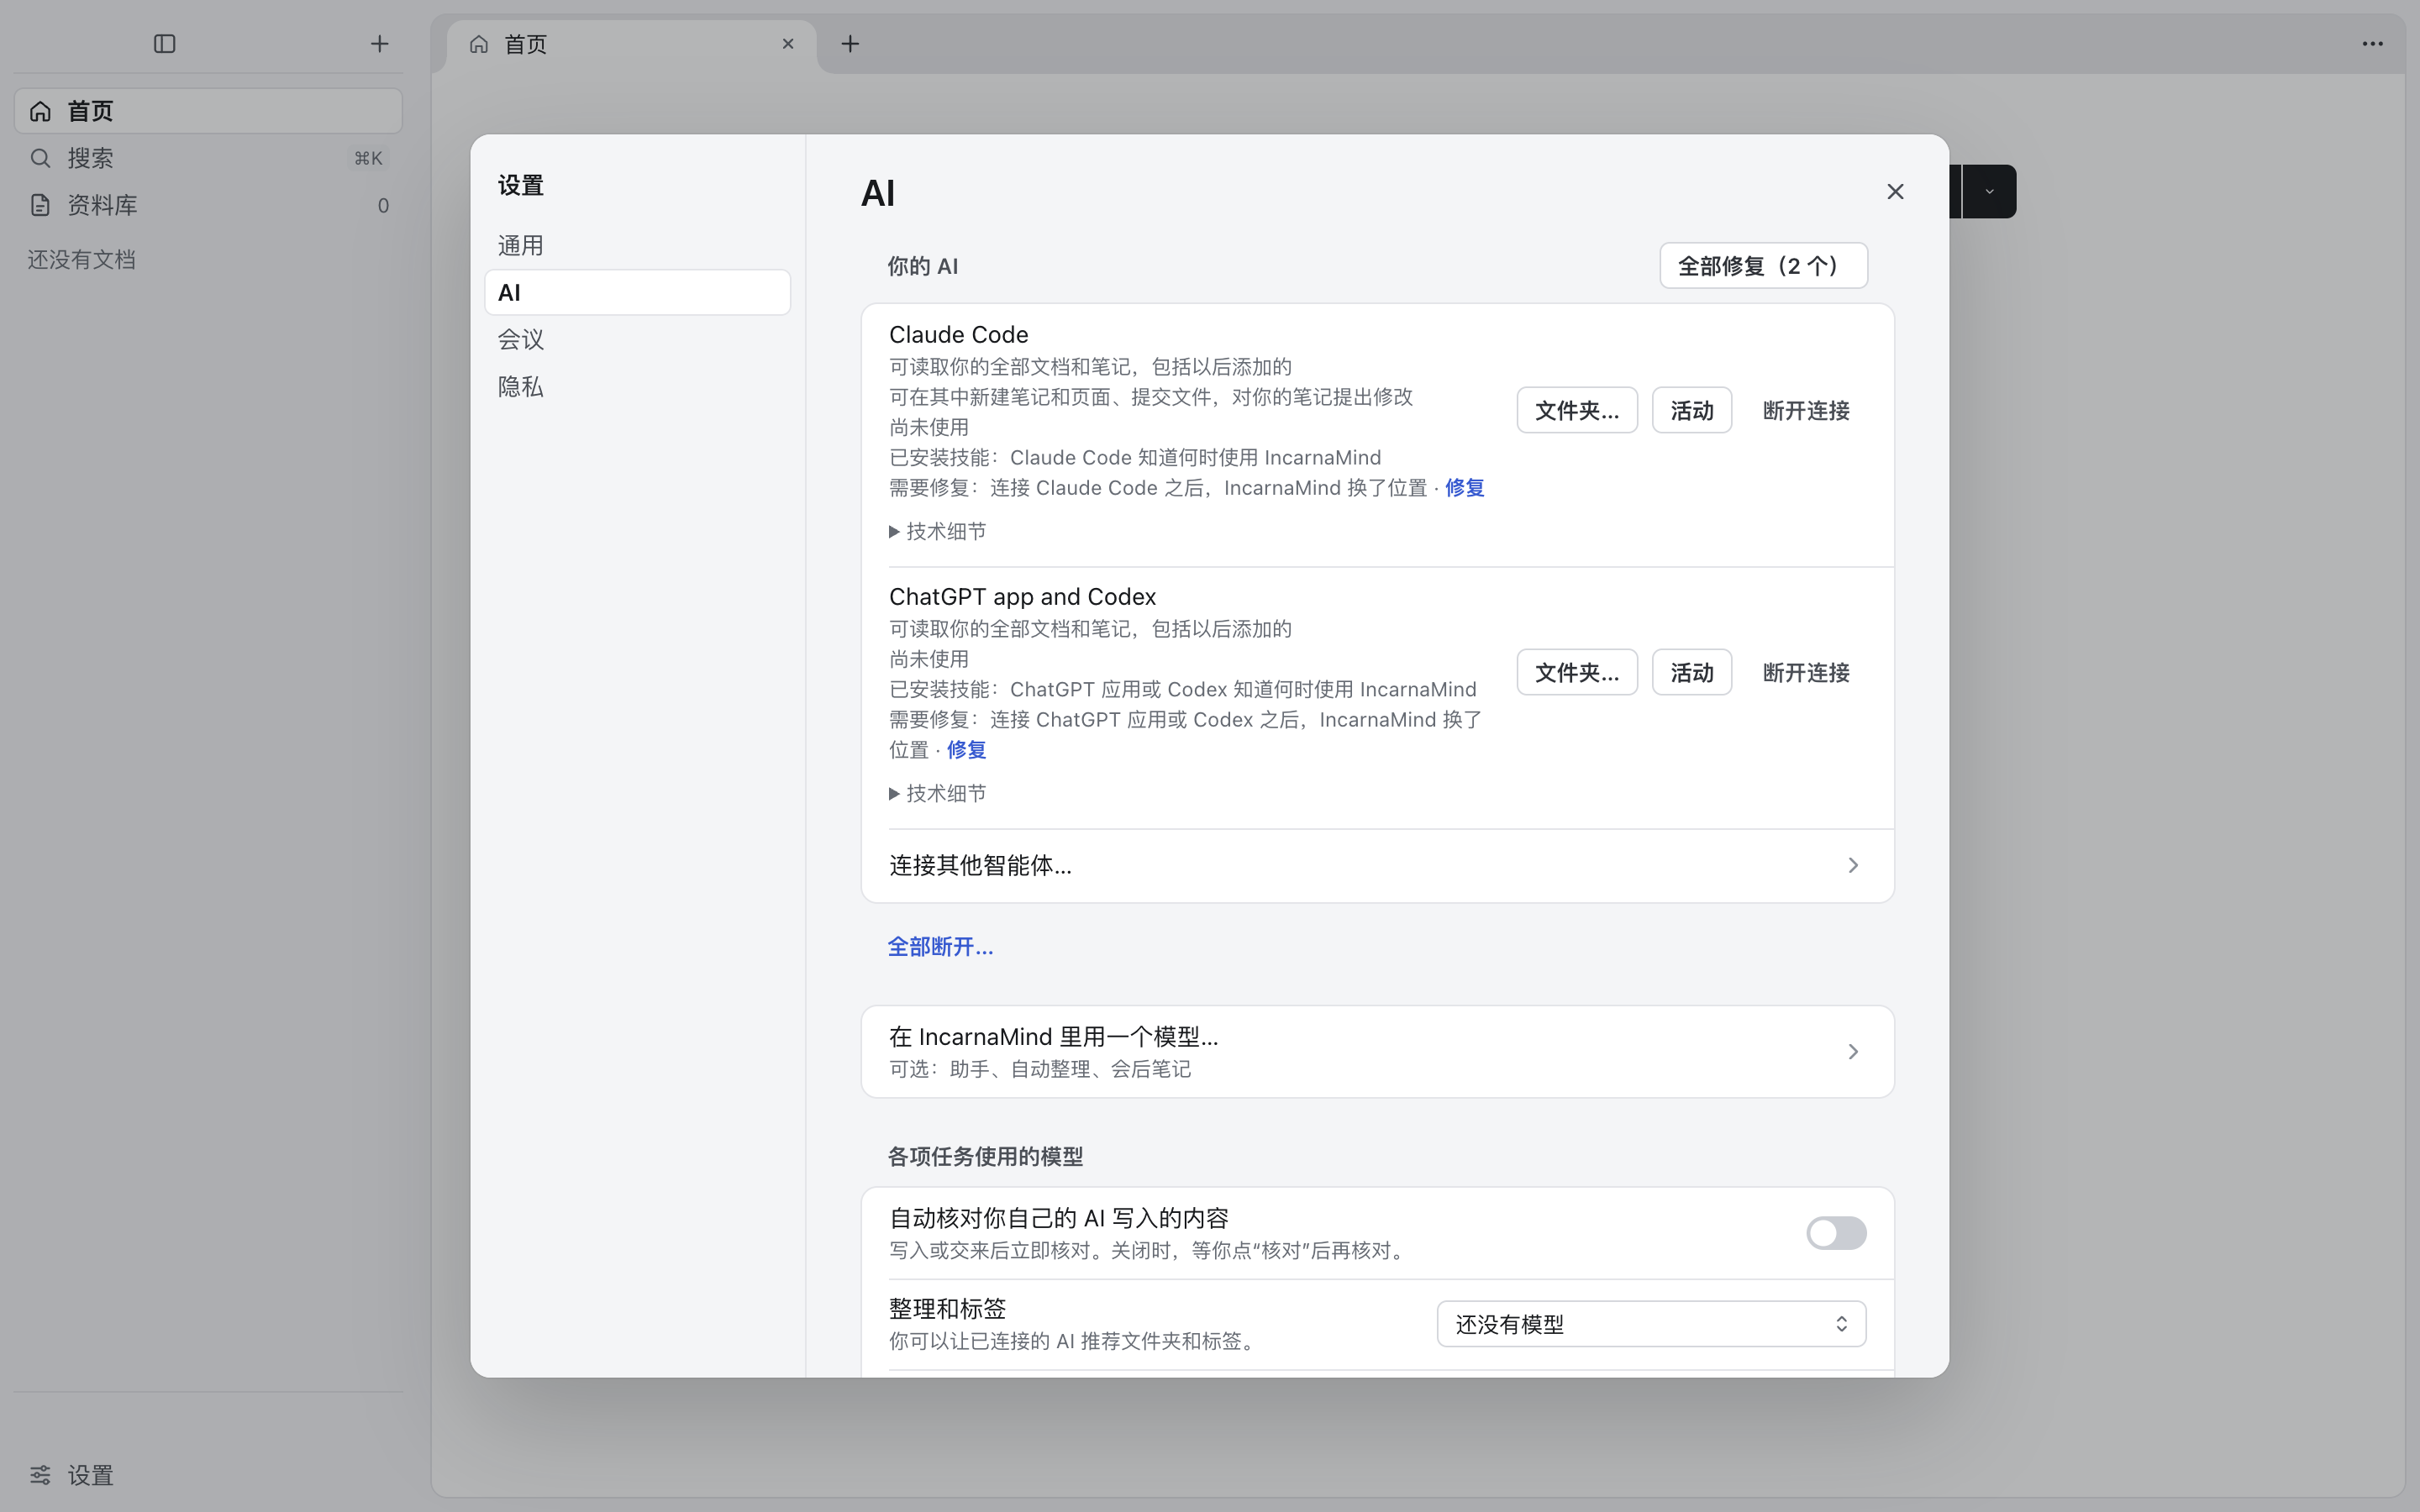 首页
首页
搜索
⌘K
资料库
0
还没有文档
设置
设置
通用
AI
会议
隐私
AI
你的 AI
全部修复（2 个）
Claude Code
可读取你的全部文档和笔记，包括以后添加的
可在其中新建笔记和页面、提交文件，对你的笔记提出修改
尚未使用
已安装技能：Claude Code 知道何时使用 IncarnaMind
需要修复：连接 Claude Code 之后，IncarnaMind 换了位置 · 修复
文件夹...
活动
断开连接
技术细节
ChatGPT app and Codex
可读取你的全部文档和笔记，包括以后添加的
尚未使用
已安装技能：ChatGPT 应用或 Codex 知道何时使用 IncarnaMind
需要修复：连接 ChatGPT 应用或 Codex 之后，IncarnaMind 换了
位置 · 修复
文件夹...
活动
断开连接
技术细节
连接其他智能体...
全部断开...
在 IncarnaMind 里用一个模型...
可选：助手、自动整理、会后笔记
各项任务使用的模型
自动核对你自己的 AI 写入的内容
写入或交来后立即核对。关闭时，等你点“核对”后再核对。
整理和标签
你可以让已连接的 AI 推荐文件夹和标签。
还没有模型